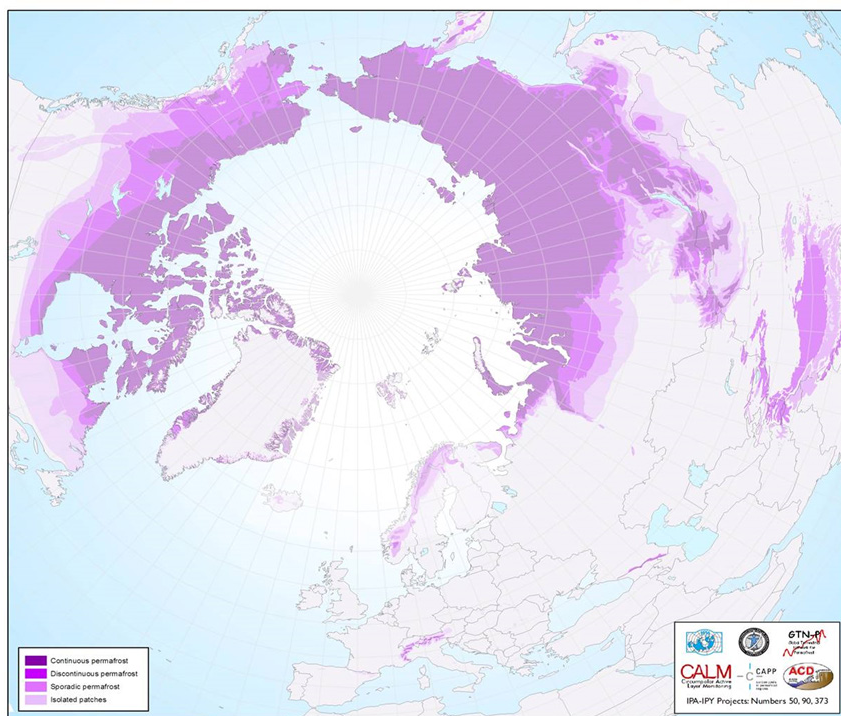 Continuous permafrost
Discontinuous permafrost
Sporadic permafrost
Isolated patches
GTN-P
CALM
Circumpolar Active
Layer Monitoring
CAPP
ACD
IPA-IPY Projects: Numbers 50, 90, 373